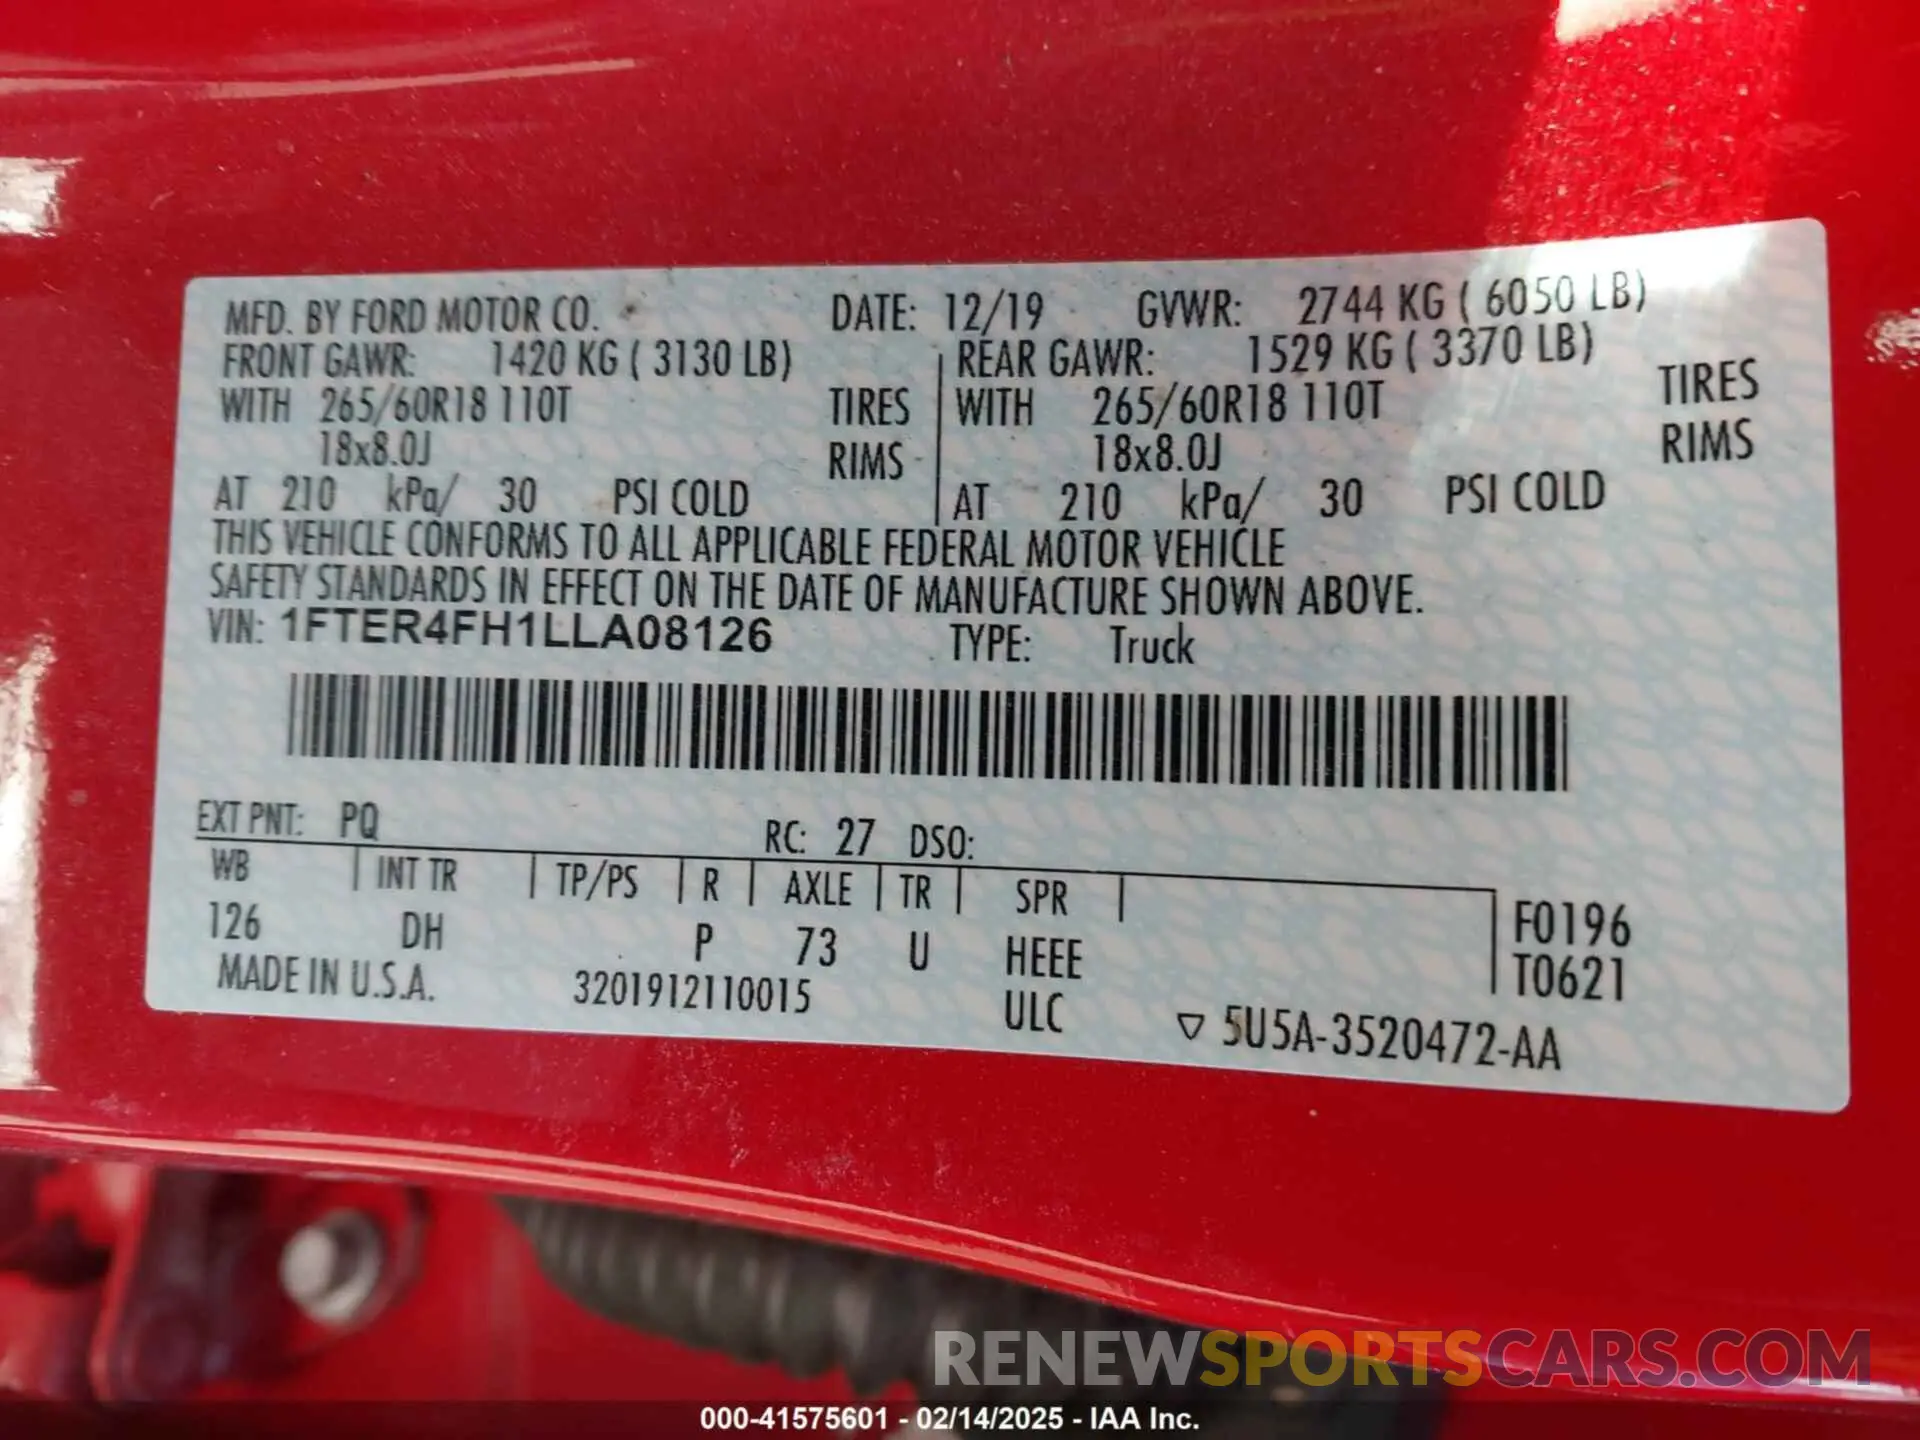 MFD. BY FORD MOTOR CO. DATE: 12/19 GVWR: 2744 KG ( 6050 LB)
FRONT GAWR: 1420 KG ( 3130 LB) REAR GAWR: 1529 KG ( 3370 LB)
WITH 265/60R18 110T TIRES WITH 265/60R18 110T TIRES
18x8.0J RIMS 18x8.0J RIMS
AT 210 kPa/ 30 PSI COLD AT 210 kPa/ 30 PSI COLD
THIS VEHICLE CONFORMS TO ALL APPLICABLE FEDERAL MOTOR VEHICLE
SAFETY STANDARDS IN EFFECT ON THE DATE OF MANUFACTURE SHOWN ABOVE.
VIN: 1FTER4FH1LLA08126 TYPE: Truck
EXT PNT: PQ RC: 27 DSO:
WB INT TR TP/PS R AXLE TR SPR F0196
126 DH P 73 U HEEE T0621
MADE IN U.S.A. 3201912110015 ULC ▽ 5U5A-3520472-AA
RENEWSPORTSCARS.COM
000-41575601 - 02/14/2025 - IAA Inc.